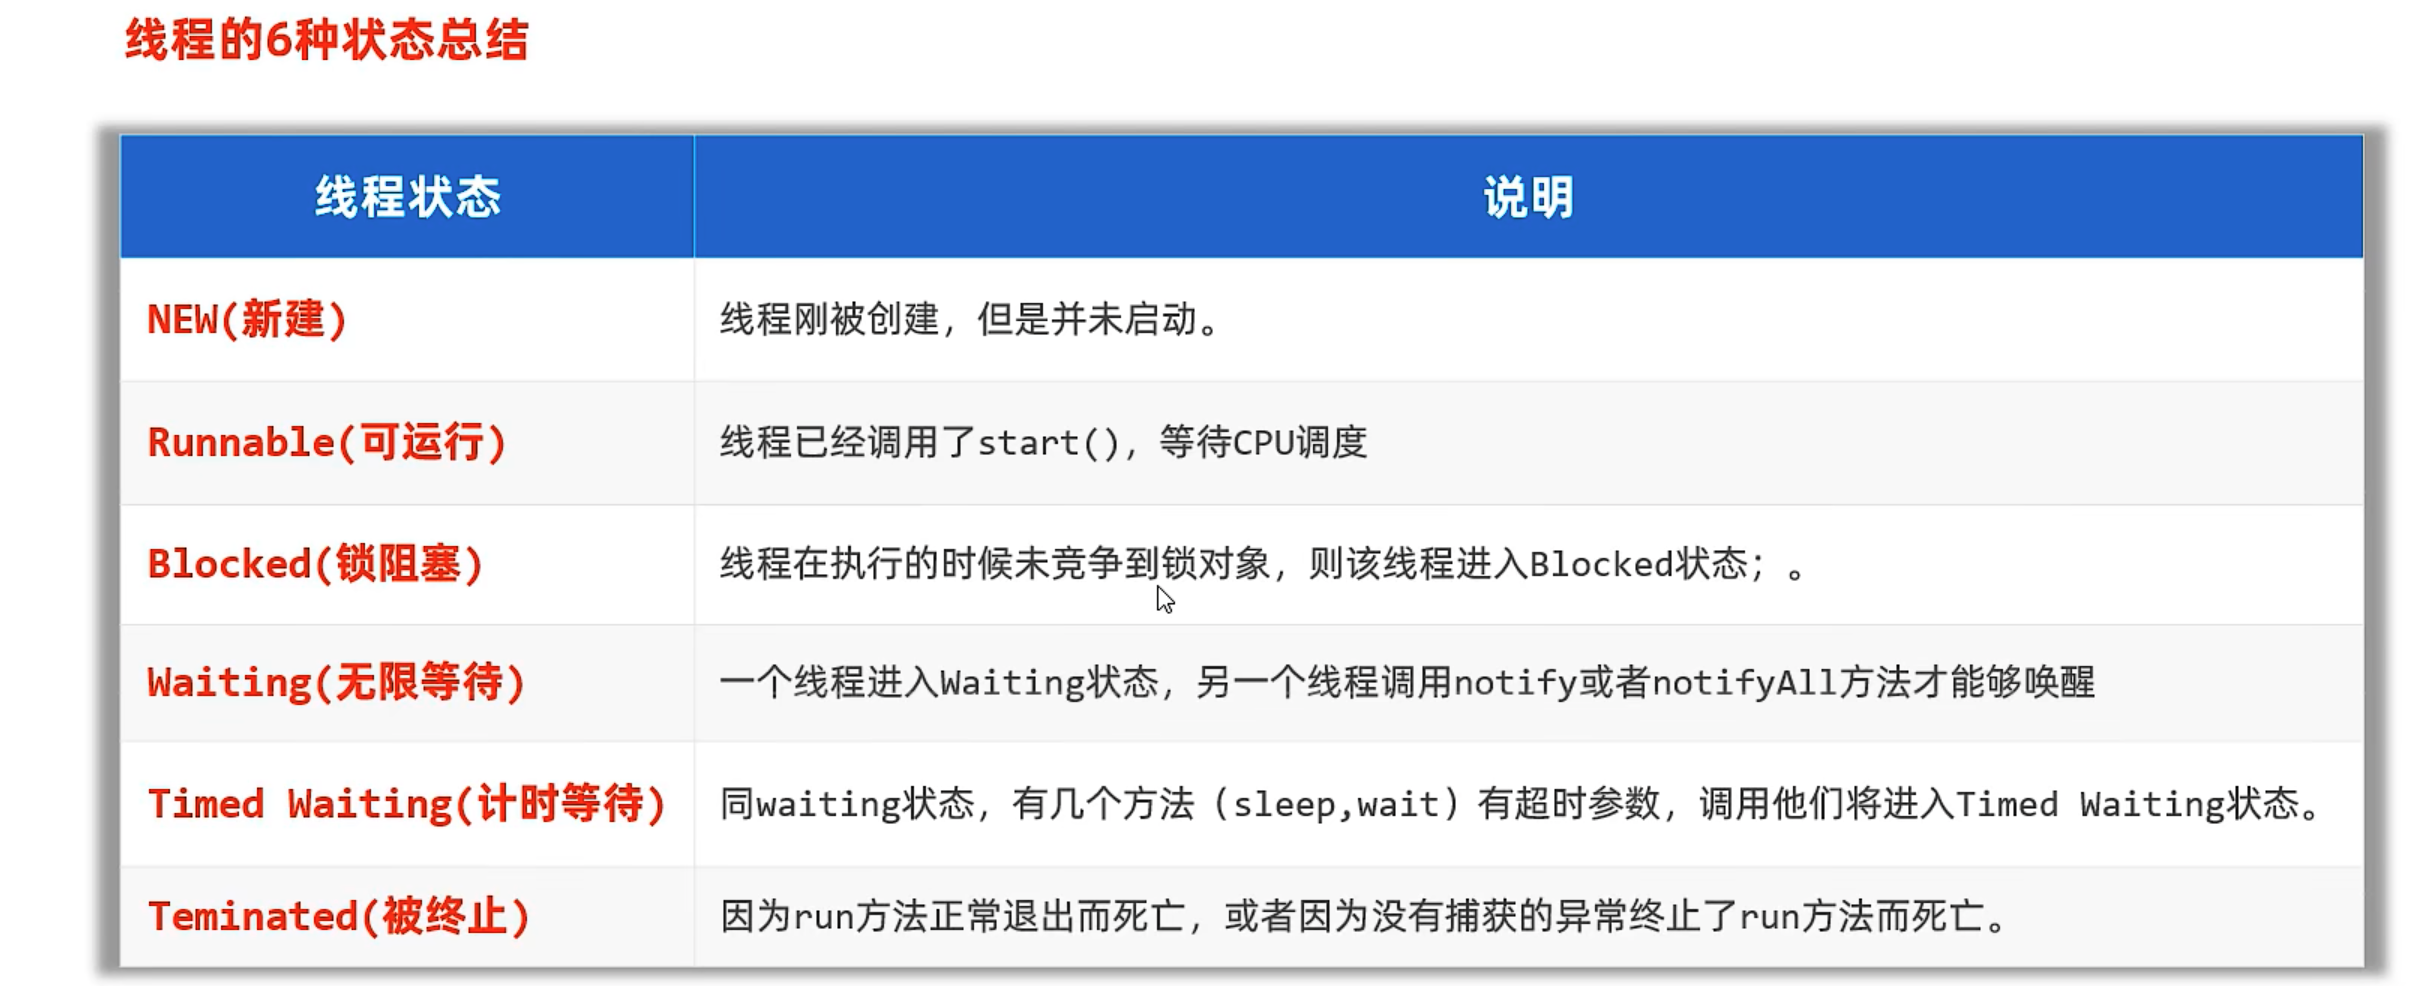 线程的6种状态总结
线程状态 说明
NEW(新建) 线程刚被创建，但是并未启动。
Runnable(可运行) 线程已经调用了start()，等待CPU调度
Blocked(锁阻塞) 线程在执行的时候未竞争到锁对象，则该线程进入Blocked状态；。
Waiting(无限等待) 一个线程进入Waiting状态，另一个线程调用notify或者notifyAll方法才能够唤醒
Timed Waiting(计时等待) 同waiting状态，有几个方法（sleep,wait）有超时参数，调用他们将进入Timed Waiting状态。
Teminated(被终止) 因为run方法正常退出而死亡，或者因为没有捕获的异常终止了run方法而死亡。